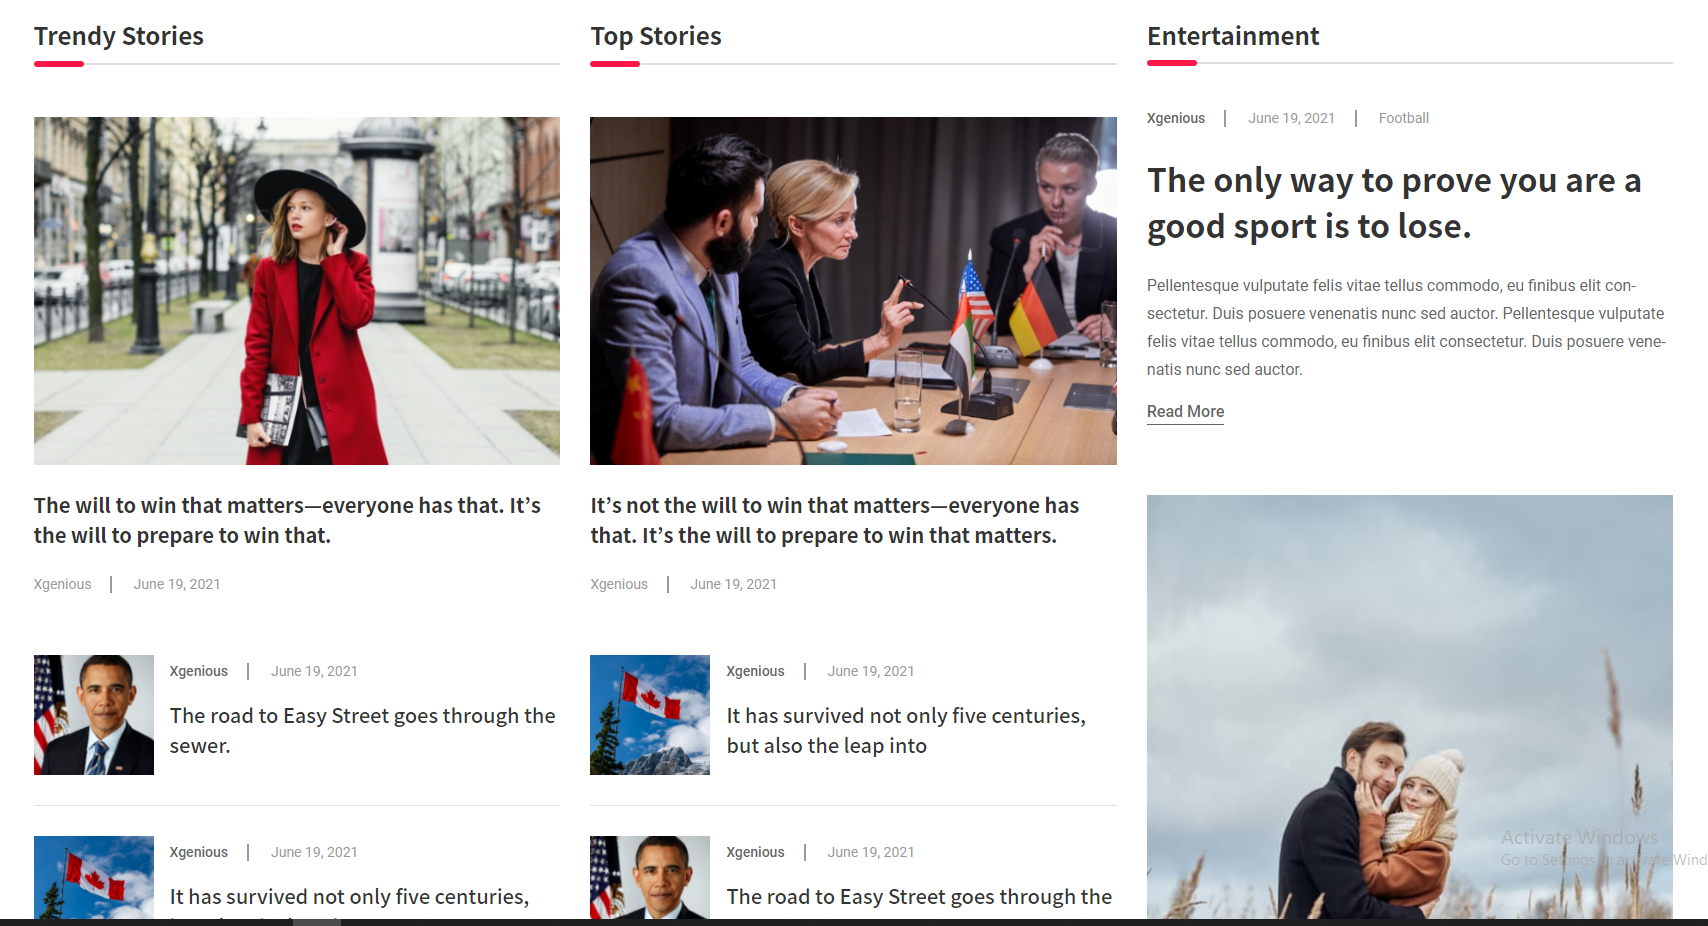 Trendy Stories
The will to win that matters—everyone has that. It’s
the will to prepare to win that.
Xgenious | June 19, 2021
Xgenious | June 19, 2021
The road to Easy Street goes through the
sewer.
Xgenious | June 19, 2021
It has survived not only five centuries,
Top Stories
It’s not the will to win that matters—everyone has
that. It’s the will to prepare to win that matters.
Xgenious | June 19, 2021
Xgenious | June 19, 2021
It has survived not only five centuries,
but also the leap into
Xgenious | June 19, 2021
The road to Easy Street goes through the
Entertainment
Xgenious | June 19, 2021 | Football
The only way to prove you are a
good sport is to lose.
Pellentesque vulputate felis vitae tellus commodo, eu finibus elit con-
sectetur. Duis posuere venenatis nunc sed auctor. Pellentesque vulputate
felis vitae tellus commodo, eu finibus elit consectetur. Duis posuere vene-
natis nunc sed auctor.
Read More
Activate Windows
Go to Settings to activate Wind